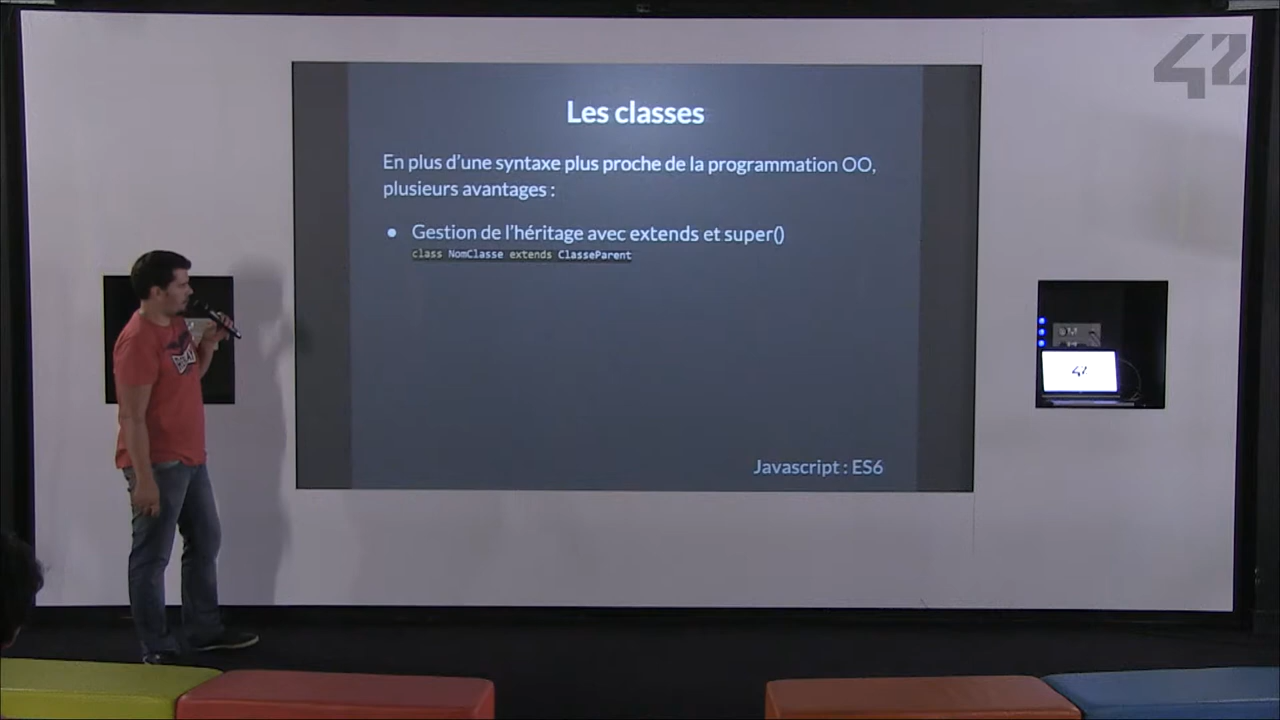 42
Les classes
En plus d'une syntaxe plus proche de la programmation OO,
plusieurs avantages :
● Gestion de l'héritage avec extends et super()
class NomClasse extends ClasseParent
42
Javascript : ES6